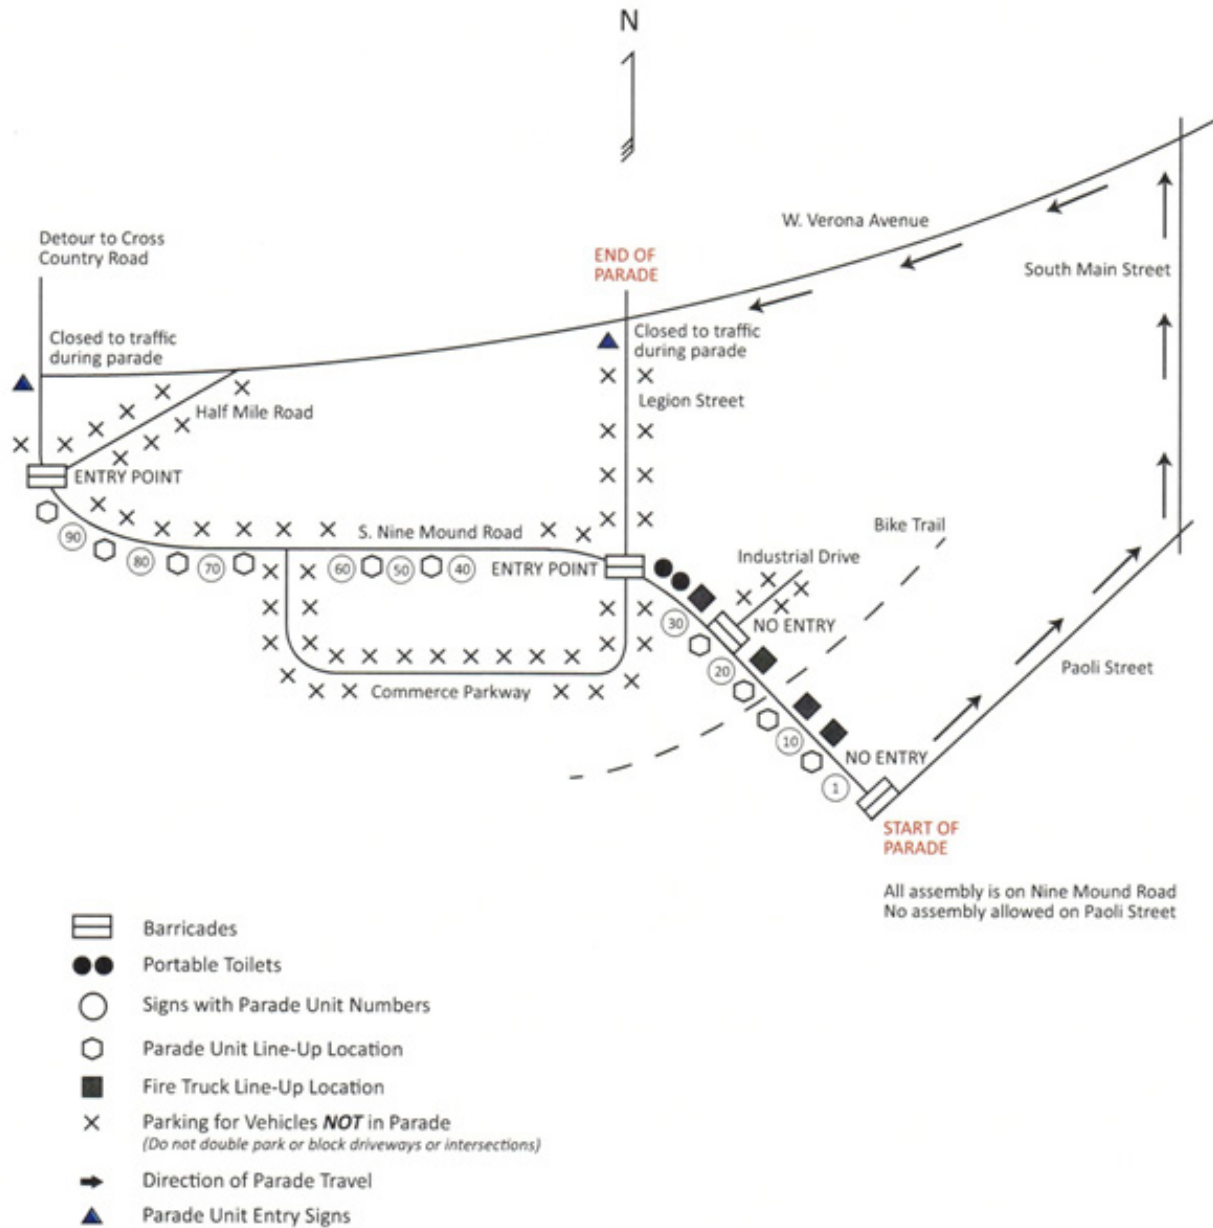 N
W. Verona Avenue
Detour to Cross
Country Road
END OF
PARADE
South Main Street
Closed to traffic
during parade
Closed to traffic
during parade
Legion Street
Half Mile Road
ENTRY POINT
S. Nine Mound Road
Bike Trail
Industrial Drive
90
80
70
60
50
40
ENTRY POINT
30
NO ENTRY
20
Paoli Street
Commerce Parkway
10
NO ENTRY
1
START OF
PARADE
All assembly is on Nine Mound Road
No assembly allowed on Paoli Street
Barricades
Portable Toilets
Signs with Parade Unit Numbers
Parade Unit Line-Up Location
Fire Truck Line-Up Location
Parking for Vehicles NOT in Parade
(Do not double park or block driveways or intersections)
Direction of Parade Travel
Parade Unit Entry Signs